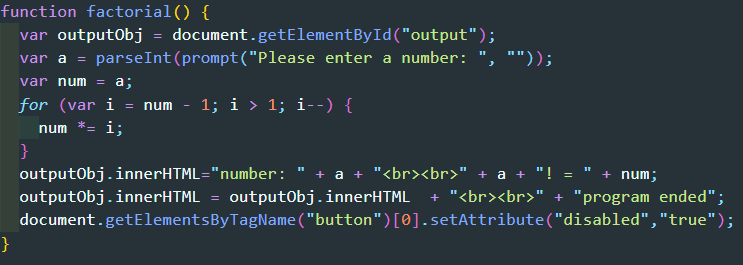 function factorial() {
  var outputObj = document.getElementById("output");
  var a = parseInt(prompt("Please enter a number: ", ""));
  var num = a;
  for (var i = num - 1; i > 1; i--) {
    num *= i;
  }
  outputObj.innerHTML="number: " + a + "<br><br>" + a + "! = " + num;
  outputObj.innerHTML = outputObj.innerHTML  + "<br><br>" + "program ended";
  document.getElementsByTagName("button")[0].setAttribute("disabled","true");
}